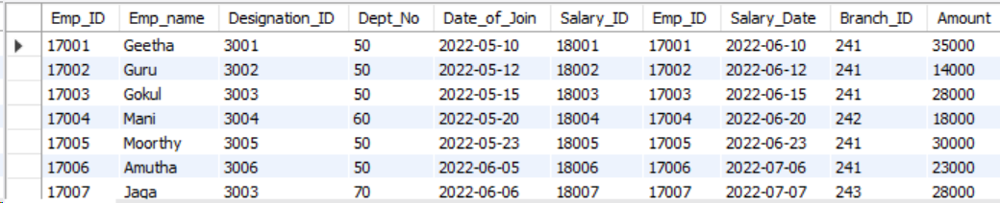 Emp_ID Emp_name Designation_ID Dept_No Date_of_Join Salary_ID Emp_ID Salary_Date Branch_ID Amount
17001 Geetha 3001 50 2022-05-10 18001 17001 2022-06-10 241 35000
17002 Guru 3002 50 2022-05-12 18002 17002 2022-06-12 241 14000
17003 Gokul 3003 50 2022-05-15 18003 17003 2022-06-15 241 28000
17004 Mani 3004 60 2022-05-20 18004 17004 2022-06-20 242 18000
17005 Moorthy 3005 50 2022-05-23 18005 17005 2022-06-23 241 30000
17006 Amutha 3006 50 2022-06-05 18006 17006 2022-07-06 241 23000
17007 Jaga 3003 70 2022-06-06 18007 17007 2022-07-07 243 28000